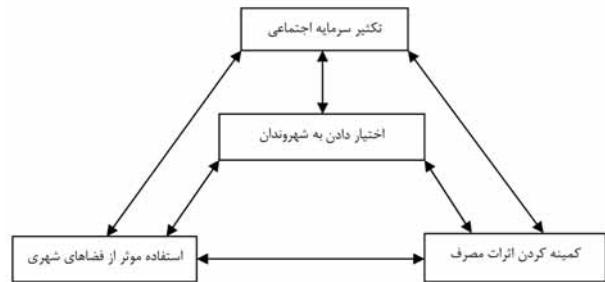 تکثیر سرمایه اجتماعی
اختیار دادن به شهروندان
استفاده موثر از فضاهای شهری
کمینه کردن اثرات مصرف